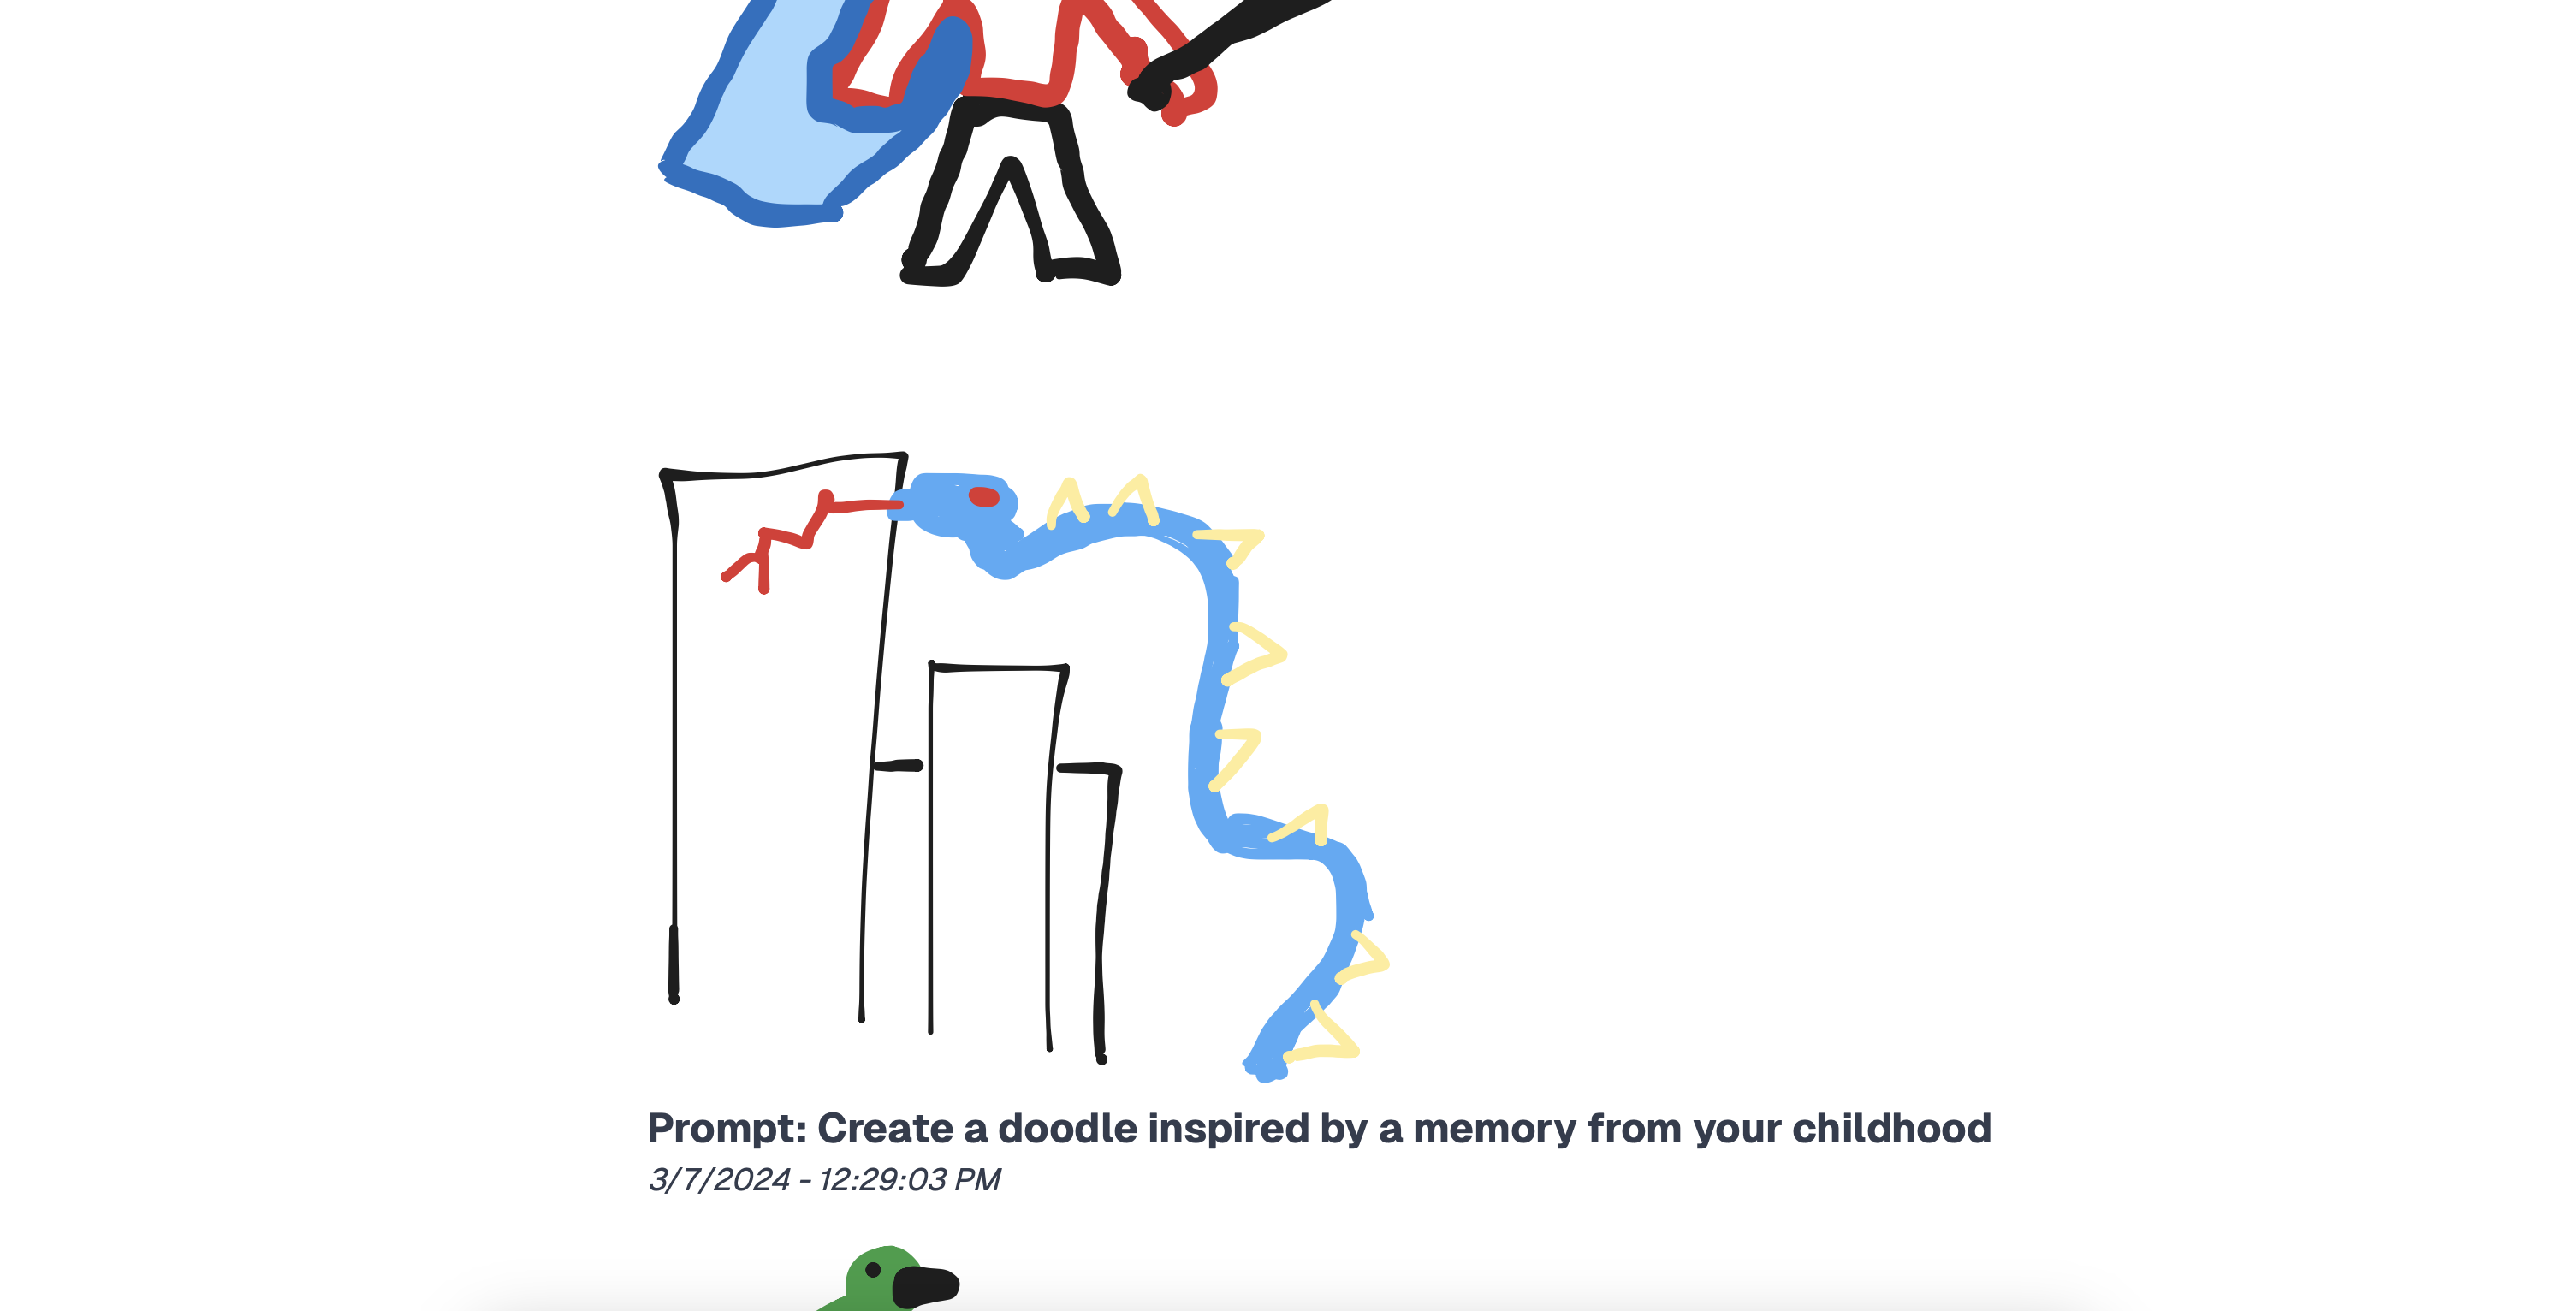 Prompt: Create a doodle inspired by a memory from your childhood
3/7/2024 - 12:29:03 PM